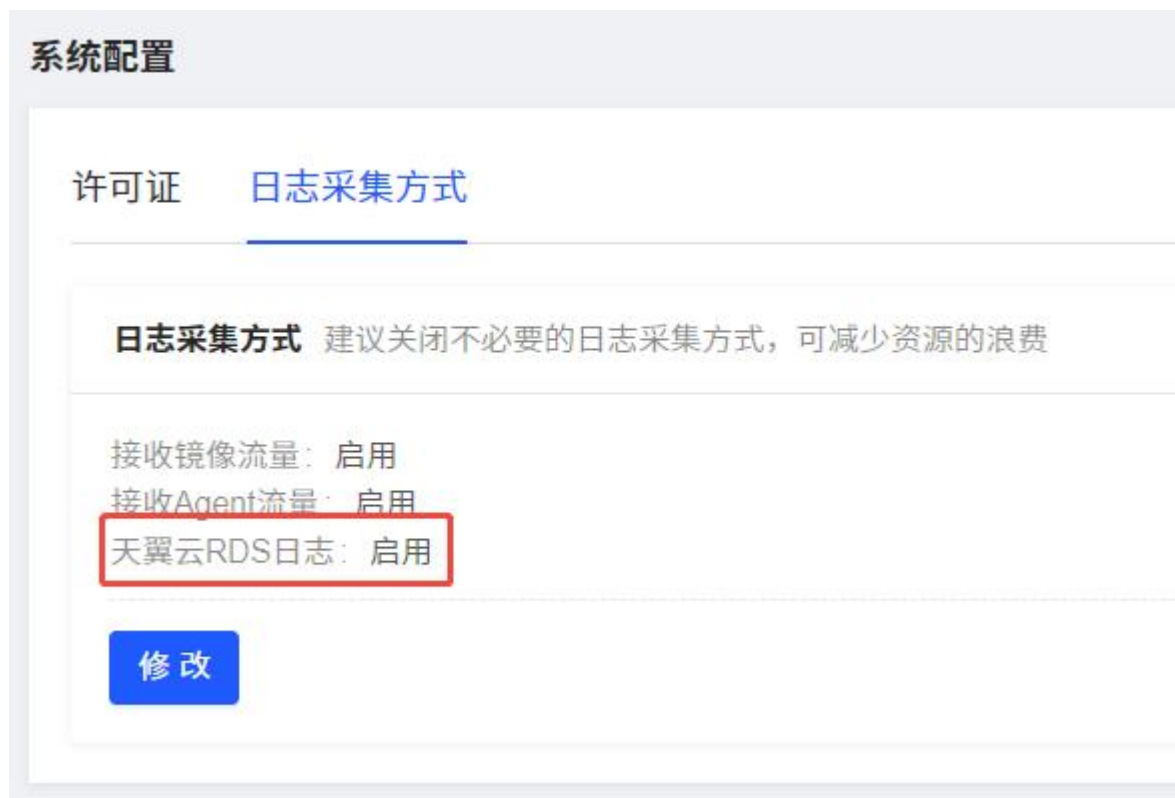 系统配置
许可证 日志采集方式
日志采集方式 建议关闭不必要的日志采集方式，可减少资源的浪费
接收镜像流量： 启用
接收Agent流量： 启用
天翼云RDS日志： 启用
修 改